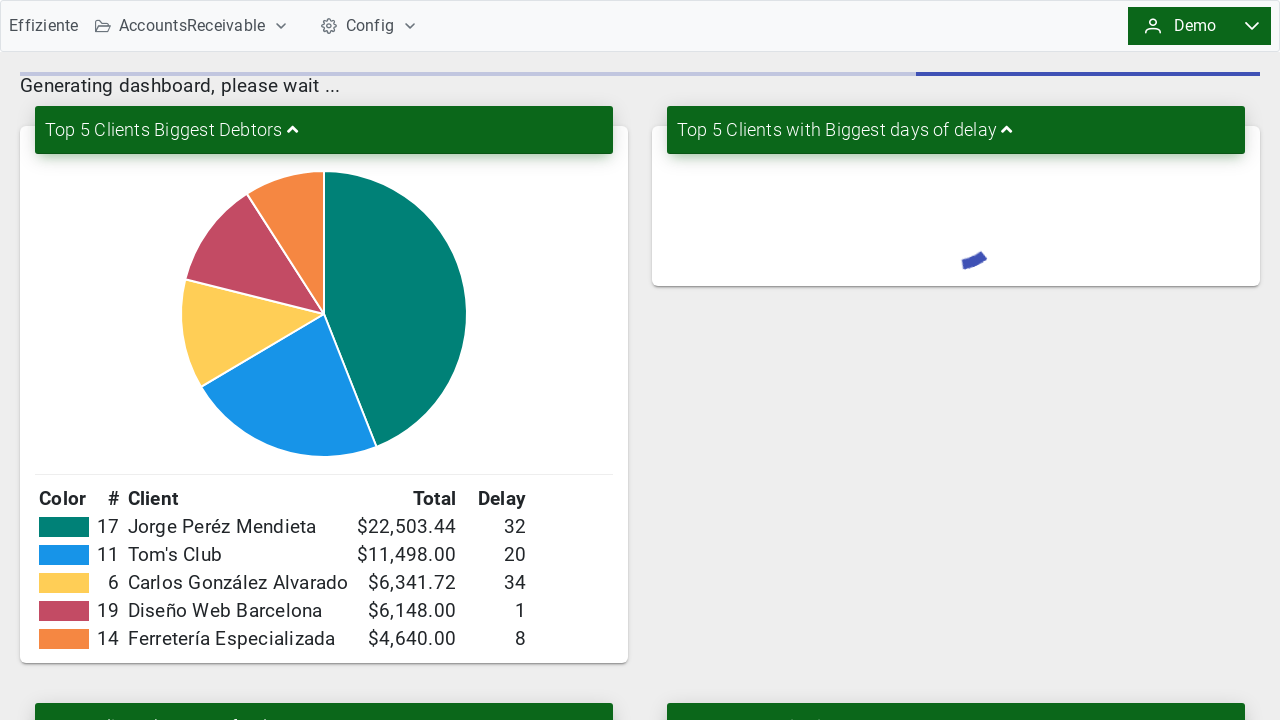 Effiziente AccountsReceivable Config Demo
Generating dashboard, please wait ...
Top 5 Clients Biggest Debtors
Top 5 Clients with Biggest days of delay
Color # Client Total Delay
17 Jorge Peréz Mendieta $22,503.44 32
11 Tom's Club $11,498.00 20
6 Carlos González Alvarado $6,341.72 34
19 Diseño Web Barcelona $6,148.00 1
14 Ferretería Especializada $4,640.00 8